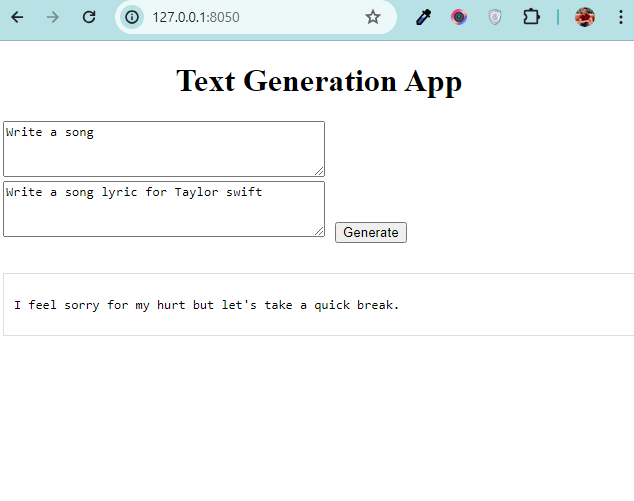 127.0.0.1:8050
Text Generation App
Write a song
Write a song lyric for Taylor swift
Generate
I feel sorry for my hurt but let's take a quick break.